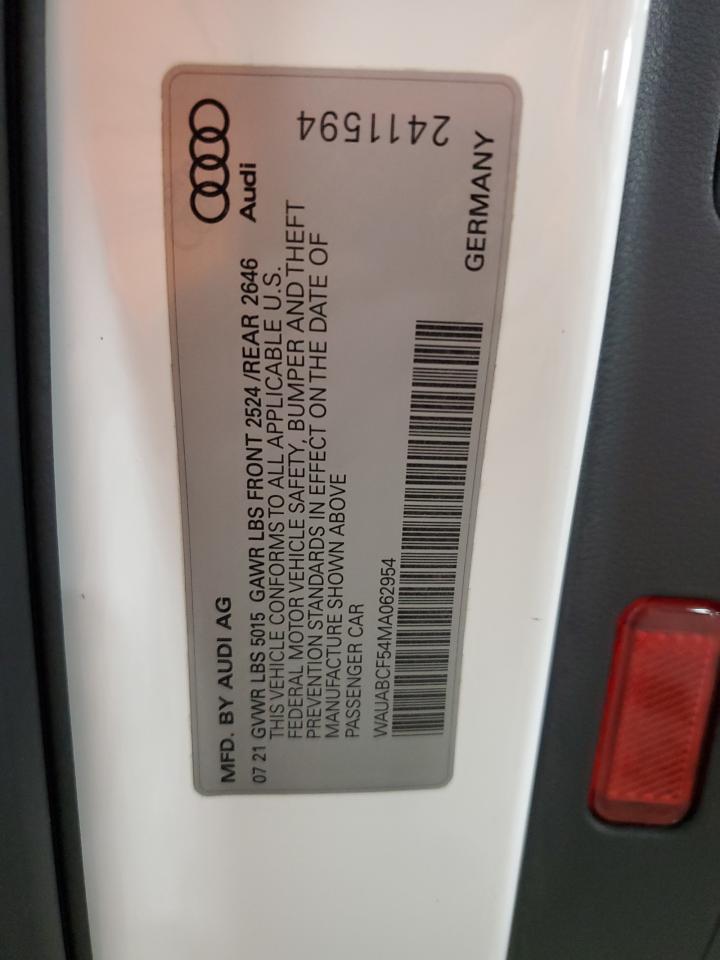 MFD. BY AUDI AG
07 21 GVWR LBS 5015 GAWR LBS FRONT 2524 /REAR 2646
THIS VEHICLE CONFORMS TO ALL APPLICABLE U.S.
FEDERAL MOTOR VEHICLE SAFETY, BUMPER AND THEFT
PREVENTION STANDARDS IN EFFECT ON THE DATE OF
MANUFACTURE SHOWN ABOVE
PASSENGER CAR
WAUABCF54MA062954
Audi
2411594
GERMANY